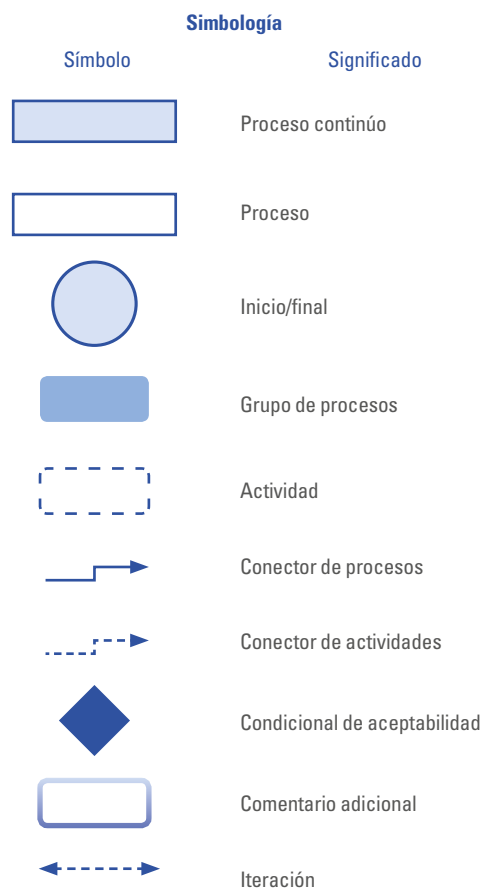 Simbología
Símbolo Significado
Proceso continúo
Proceso
Inicio/final
Grupo de procesos
Actividad
Conector de procesos
Conector de actividades
Condicional de aceptabilidad
Comentario adicional
Iteración